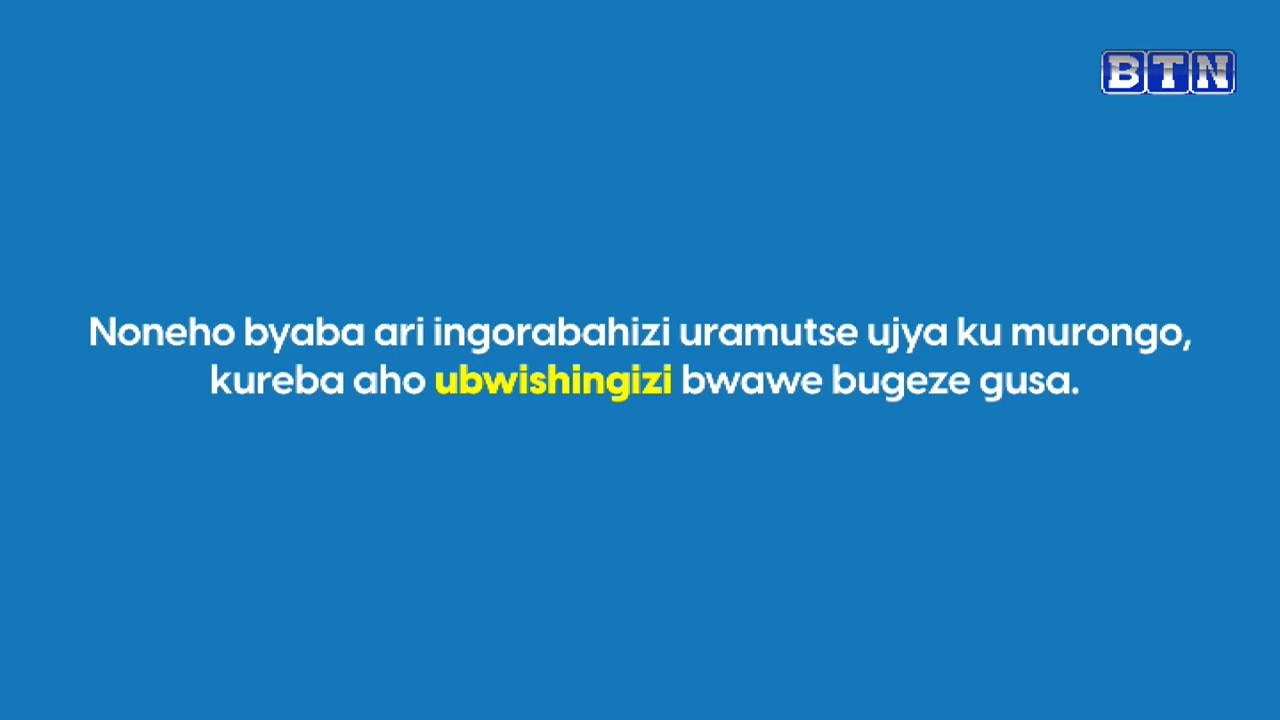 BTN
Noneho byaba ari ingorabahizi uramutse ujya ku murongo,
kureba aho ubwishingizi bwawe bugeze gusa.